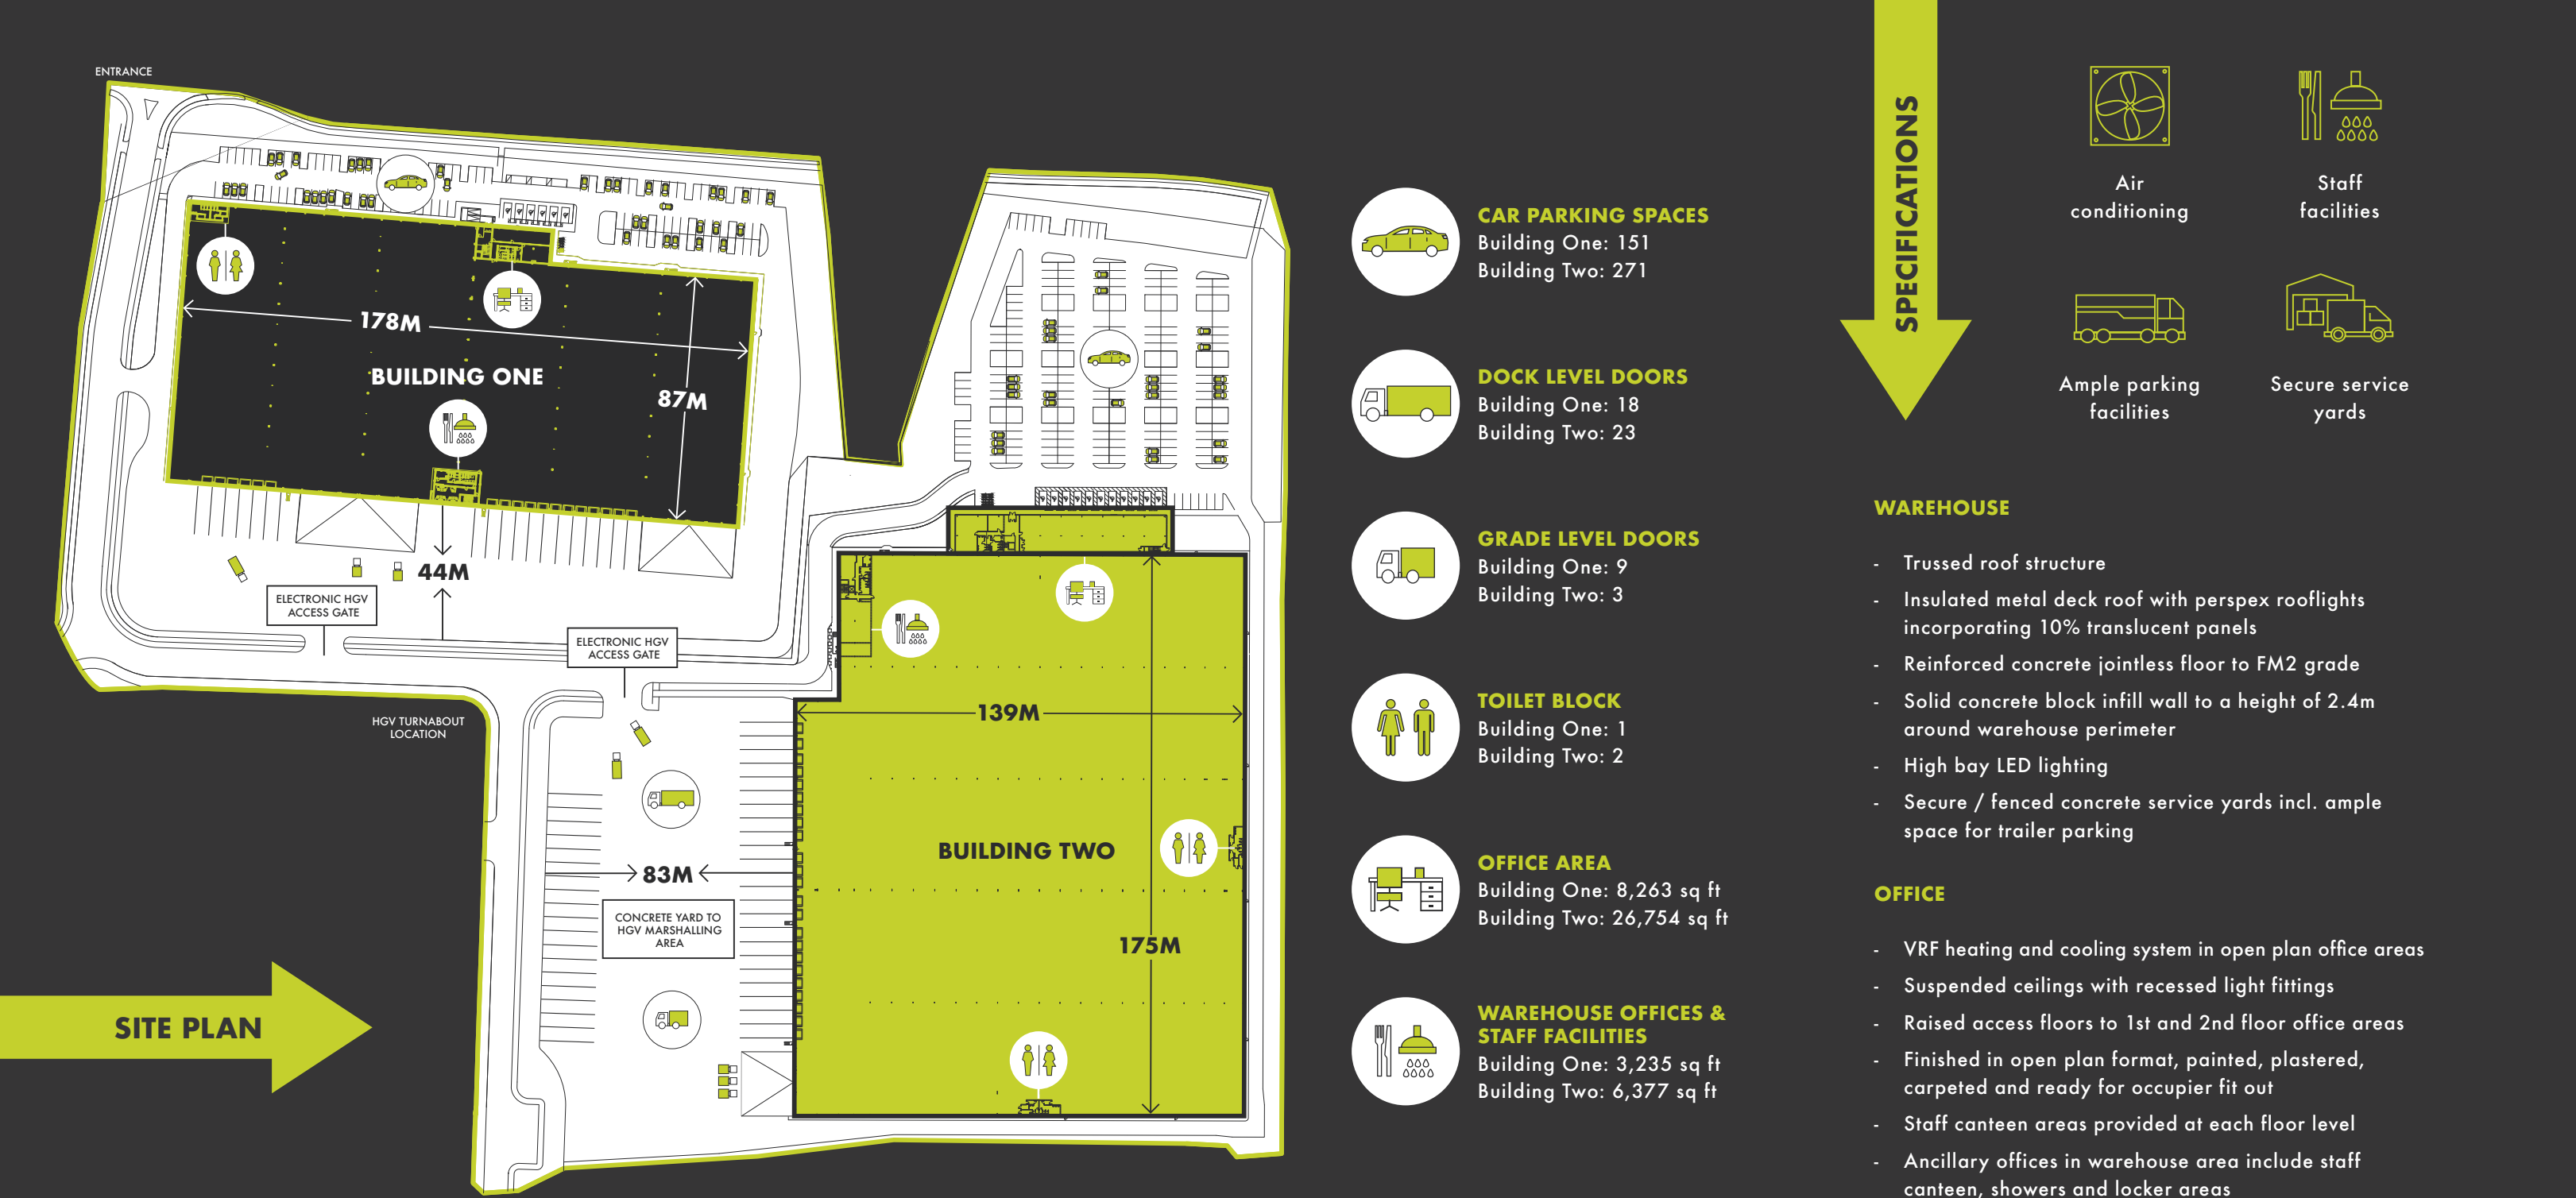 ENTRANCE
178M
BUILDING ONE
87M
44M
ELECTRONIC HGV
ACCESS GATE
ELECTRONIC HGV
ACCESS GATE
HGV TURNABOUT
LOCATION
139M
BUILDING TWO
83M
CONCRETE YARD TO
HGV MARSHALLING
AREA
175M
SITE PLAN
CAR PARKING SPACES
Building One: 151
Building Two: 271
DOCK LEVEL DOORS
Building One: 18
Building Two: 23
GRADE LEVEL DOORS
Building One: 9
Building Two: 3
TOILET BLOCK
Building One: 1
Building Two: 2
OFFICE AREA
Building One: 8,263 sq ft
Building Two: 26,754 sq ft
WAREHOUSE OFFICES &
STAFF FACILITIES
Building One: 3,235 sq ft
Building Two: 6,377 sq ft
SPECIFICATIONS
Air
conditioning
Staff
facilities
Ample parking
facilities
Secure service
yards
WAREHOUSE
- Trussed roof structure
- Insulated metal deck roof with perspex rooflights
incorporating 10% translucent panels
- Reinforced concrete jointless floor to FM2 grade
- Solid concrete block infill wall to a height of 2.4m
around warehouse perimeter
- High bay LED lighting
- Secure / fenced concrete service yards incl. ample
space for trailer parking
OFFICE
- VRF heating and cooling system in open plan office areas
- Suspended ceilings with recessed light fittings
- Raised access floors to 1st and 2nd floor office areas
- Finished in open plan format, painted, plastered,
carpeted and ready for occupier fit out
- Staff canteen areas provided at each floor level
- Ancillary offices in warehouse area include staff
canteen, showers and locker areas